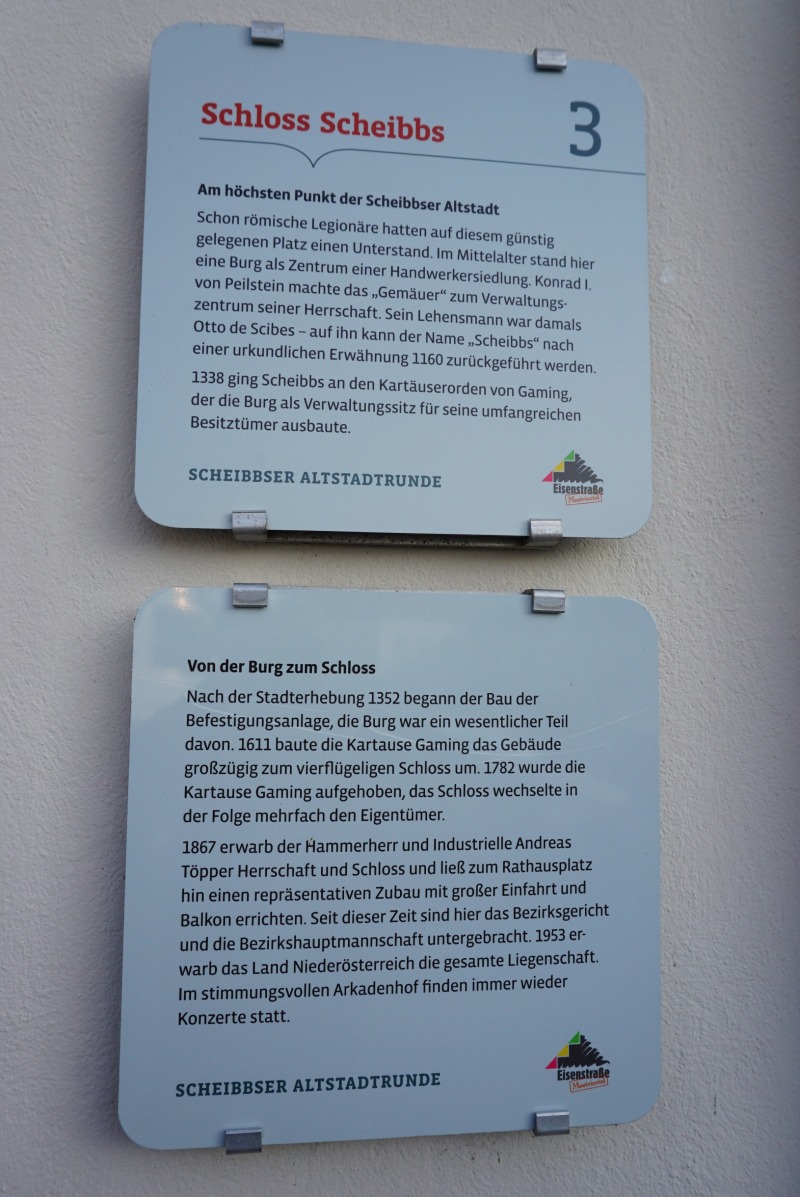 Schloss Scheibbs
3
Am höchsten Punkt der Scheibbser Altstadt
Schon römische Legionäre hatten auf diesem günstig
gelegenen Platz einen Unterstand. Im Mittelalter stand hier
eine Burg als Zentrum einer Handwerkersiedlung. Konrad I.
von Peilstein machte das „Gemäuer“ zum Verwaltungs-
zentrum seiner Herrschaft. Sein Lehensmann war damals
Otto de Scibes – auf ihn kann der Name „Scheibbs“ nach
einer urkundlichen Erwähnung 1160 zurückgeführt werden.
1338 ging Scheibbs an den Kartäuserorden von Gaming,
der die Burg als Verwaltungssitz für seine umfangreichen
Besitztümer ausbaute.
SCHEIBBSER ALTSTADTRUNDE
Eisenstraße
Von der Burg zum Schloss
Nach der Stadterhebung 1352 begann der Bau der
Befestigungsanlage, die Burg war ein wesentlicher Teil
davon. 1611 baute die Kartause Gaming das Gebäude
großzügig zum vierflügeligen Schloss um. 1782 wurde die
Kartause Gaming aufgehoben, das Schloss wechselte in
der Folge mehrfach den Eigentümer.
1867 erwarb der Hammerherr und Industrielle Andreas
Töpper Herrschaft und Schloss und ließ zum Rathausplatz
hin einen repräsentativen Zubau mit großer Einfahrt und
Balkon errichten. Seit dieser Zeit sind hier das Bezirksgericht
und die Bezirkshauptmannschaft untergebracht. 1953 er-
warb das Land Niederösterreich die gesamte Liegenschaft.
Im stimmungsvollen Arkadenhof finden immer wieder
Konzerte statt.
SCHEIBBSER ALTSTADTRUNDE
Eisenstraße